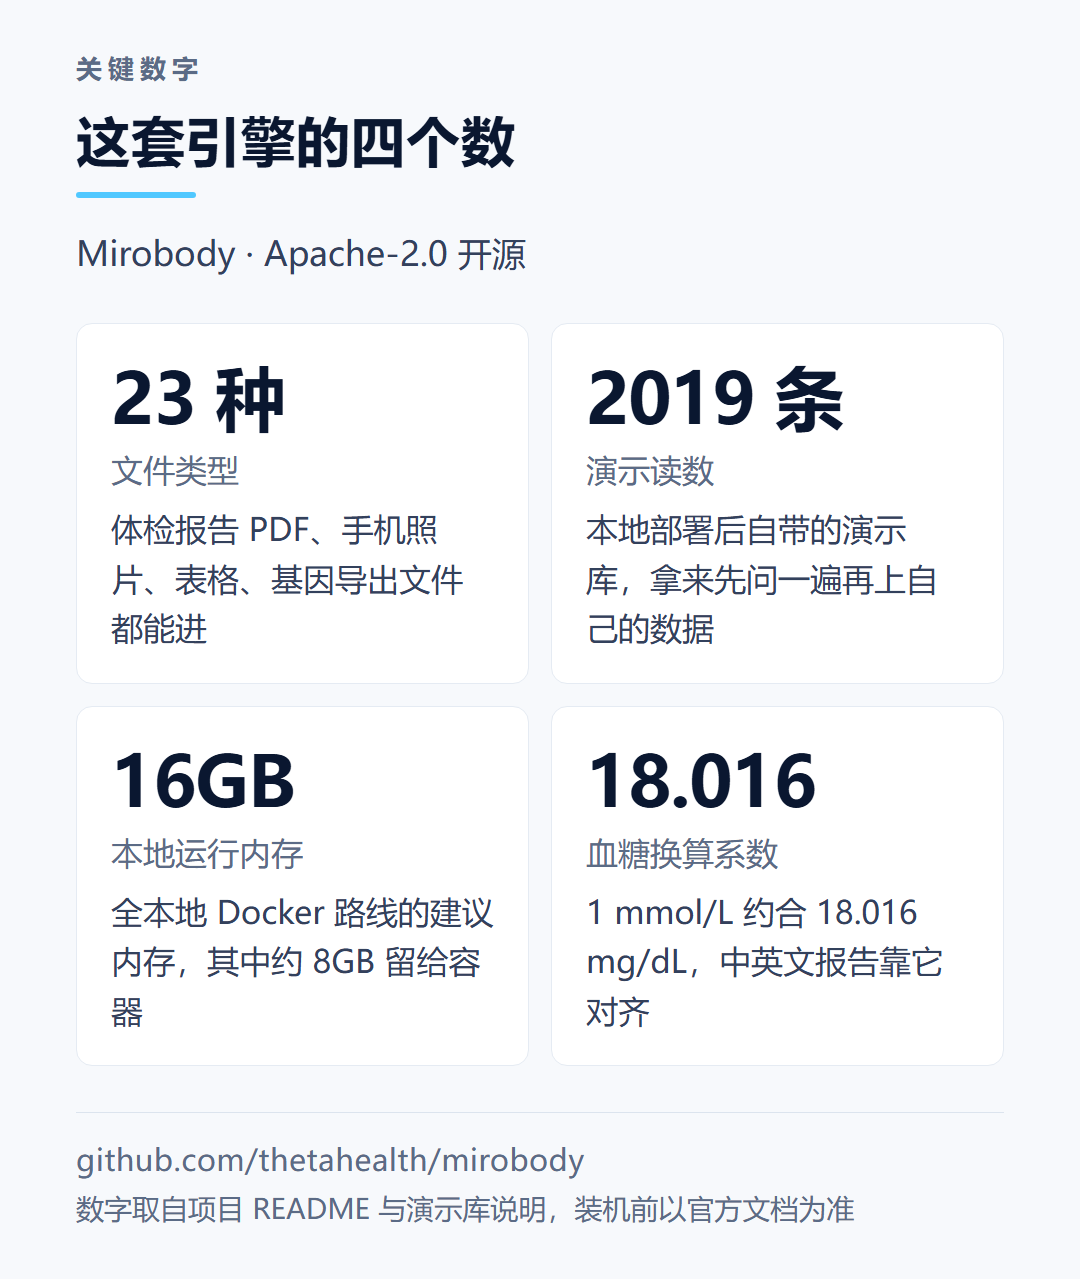 关键数字
这套引擎的四个数
Mirobody · Apache-2.0 开源
23 种
文件类型
体检报告 PDF、手机照
片、表格、基因导出文件
都能进
2019 条
演示读数
本地部署后自带的演示
库，拿来先问一遍再上自
己的数据
16GB
本地运行内存
全本地 Docker 路线的建议
内存，其中约 8GB 留给容
器
18.016
血糖换算系数
1 mmol/L 约合 18.016
mg/dL，中英文报告靠它
对齐
github.com/thetahealth/mirobody
数字取自项目 README 与演示库说明，装机前以官方文档为准